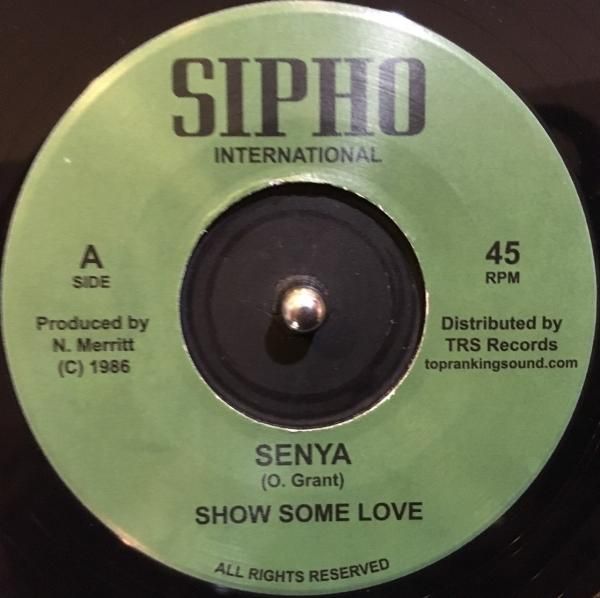 SIPHO
INTERNATIONAL
A
SIDE
Produced by
N. Merritt
(C) 1986
45
RPM
Distributed by
TRS Records
toprankingsound.com
SENYA
(O. Grant)
SHOW SOME LOVE
ALL RIGHTS RESERVED